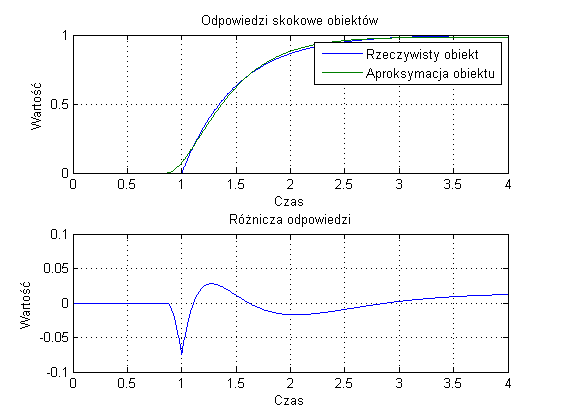 Odpowiedzi skokowe obiektów
1
0.5
0
Wartość
Rzeczywisty obiekt
Aproksymacja obiektu
0 0.5 1 1.5 2 2.5 3 3.5 4
Czas
Różnicza odpowiedzi
0.1
0.05
0
-0.05
-0.1
Wartość
0 0.5 1 1.5 2 2.5 3 3.5 4
Czas